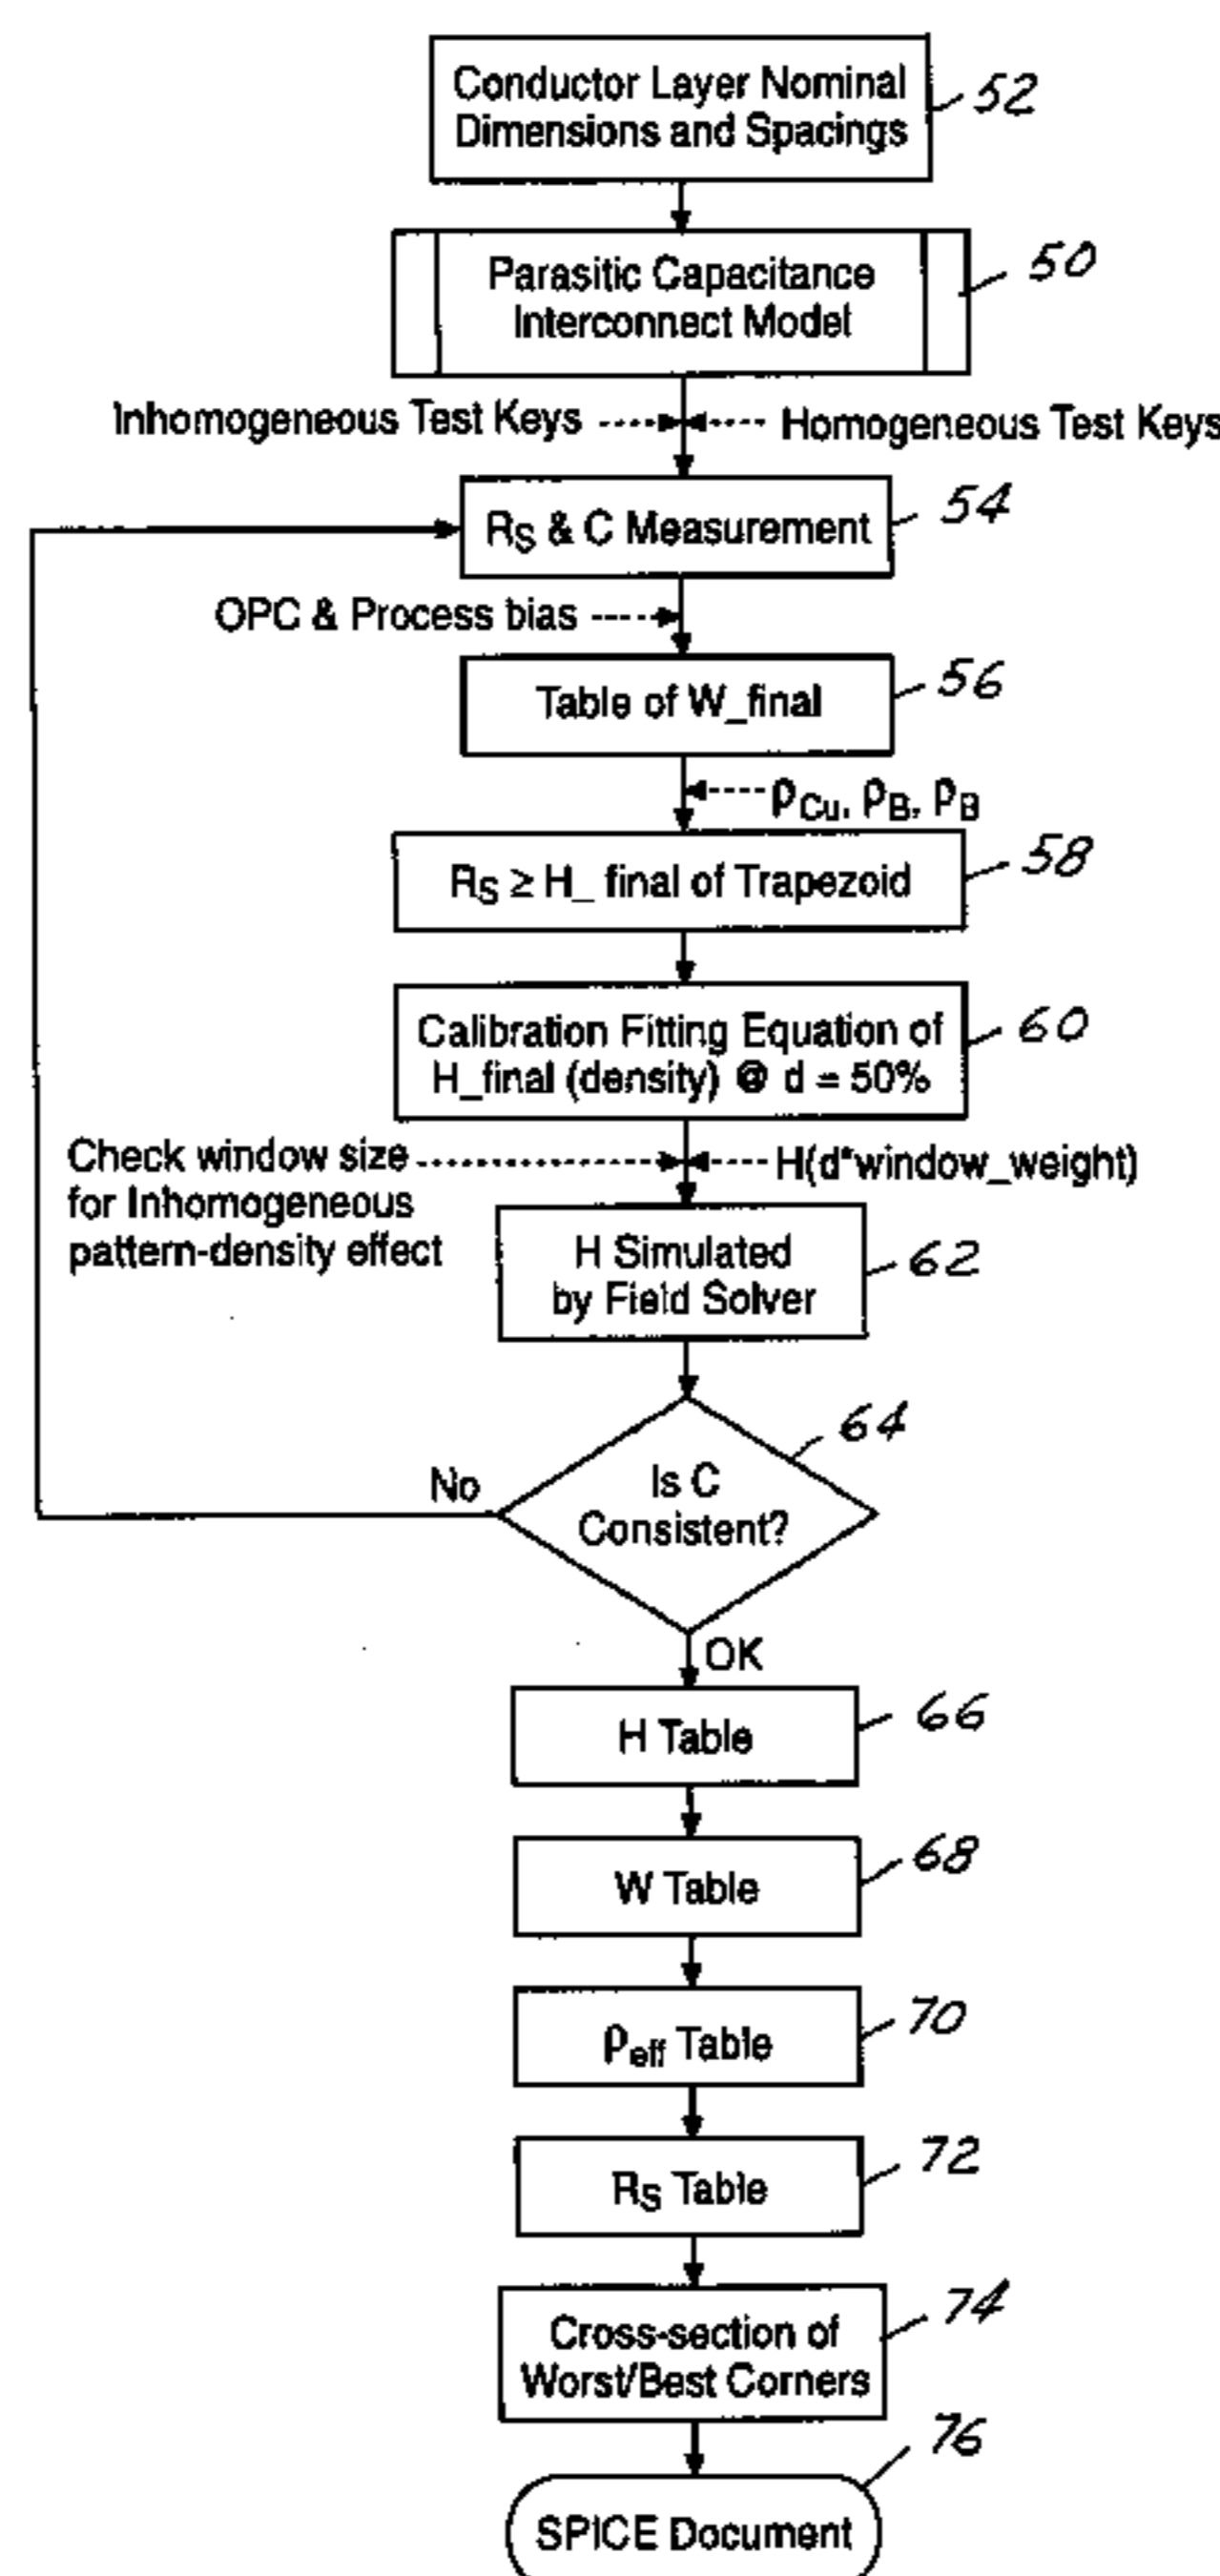 Conductor Layer Nominal
Dimensions and Spacings
52
Parasitic Capacitance
Interconnect Model
50
Inhomogeneous Test Keys
Homogeneous Test Keys
RS & C Measurement
54
OPC & Process bias
Table of W_final
56
ρCu, ρB, ρB
RS ≥ H_ final of Trapezoid
58
Calibration Fitting Equation of
H_final (density) @ d = 50%
60
Check window size
for Inhomogeneous
pattern-density effect
H(d*window_weight)
H Simulated
by Field Solver
62
Is C
Consistent?
64
No
OK
H Table
66
W Table
68
ρeff Table
70
RS Table
72
Cross-section of
Worst/Best Corners
74
SPICE Document
76